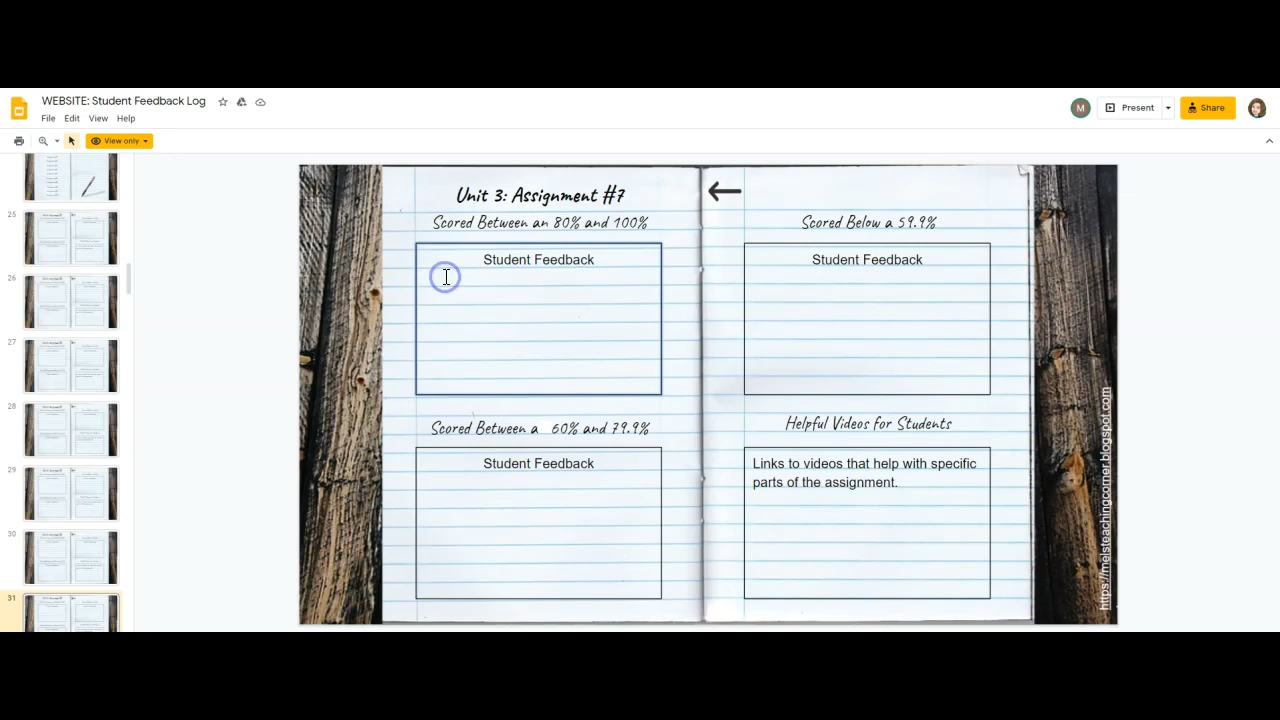 WEBSITE: Student Feedback Log
File Edit View Help
M
Present
Share
View only
25
26
27
28
29
30
31
Unit 3: Assignment #7
Scored Between an 80% and 100%
Student Feedback
Scored Between a 60% and 79.9%
Student Feedback
Scored Below a 59.9%
Student Feedback
Helpful Videos for Students
Links to videos that help with specific
parts of the assignment.
https://melsteachingcorner.blogspot.com